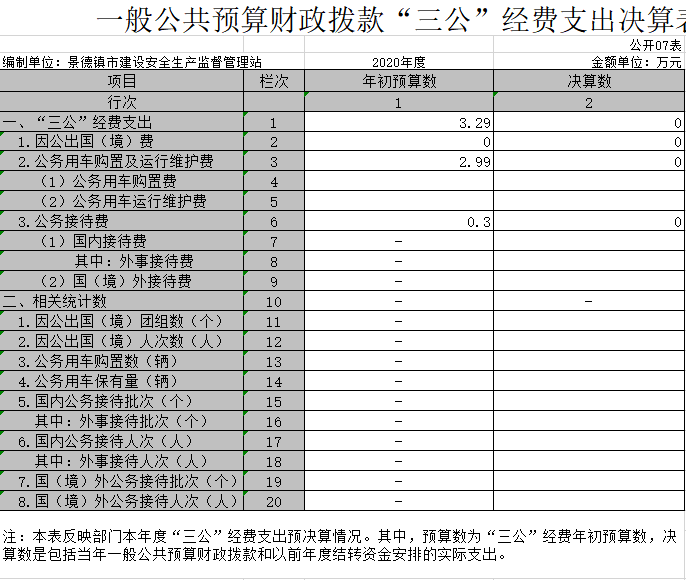 一般公共预算财政拨款“三公”经费支出决算表
公开07表
编制单位：景德镇市建设安全生产监督管理站 2020年度 金额单位：万元
项目 栏次 年初预算数 决算数
行次 1 2
一、“三公”经费支出 1 3.29 0
1.因公出国（境）费 2 0 0
2.公务用车购置及运行维护费 3 2.99 0
（1）公务用车购置费 4
（2）公务用车运行维护费 5
3.公务接待费 6 0.3 0
（1）国内接待费 7 -
其中：外事接待费 8 -
（2）国（境）外接待费 9 -
二、相关统计数 10 - -
1.因公出国（境）团组数（个） 11 -
2.因公出国（境）人次数（人） 12 -
3.公务用车购置数（辆） 13 -
4.公务用车保有量（辆） 14 -
5.国内公务接待批次（个） 15 -
其中：外事接待批次（个） 16 -
6.国内公务接待人次（人） 17 -
其中：外事接待人次（人） 18 -
7.国（境）外公务接待批次（个） 19 -
8.国（境）外公务接待人次（人） 20 -
注：本表反映部门本年度“三公”经费支出预决算情况。其中，预算数为“三公”经费年初预算数，决
算数是包括当年一般公共预算财政拨款和以前年度结转资金安排的实际支出。